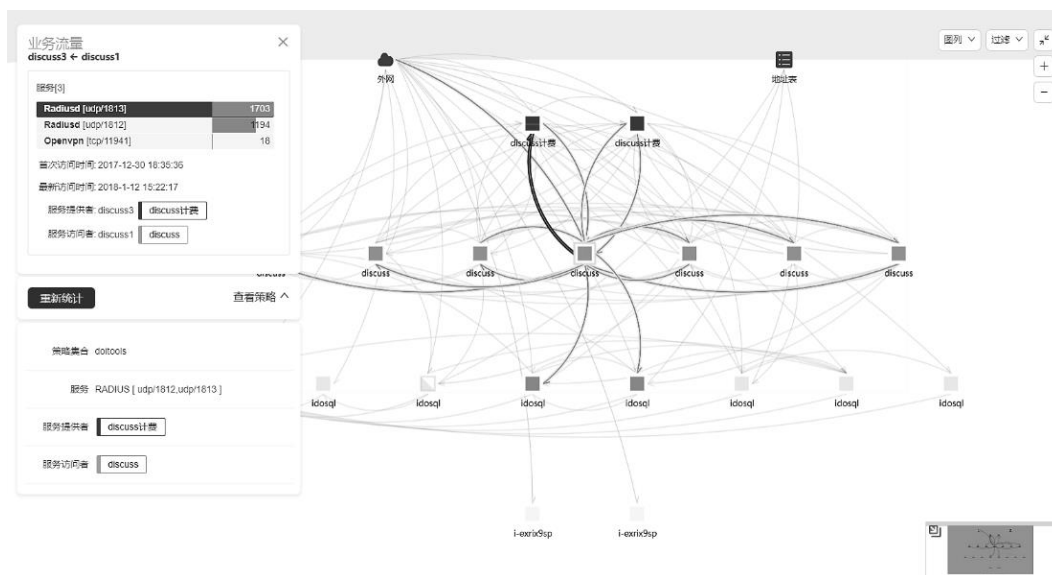 业务流量
discuss3 ← discuss1
服务[3]
Radiusd [udp/1813] 1703
Radiusd [udp/1812] 1194
Openvpn [tcp/11941] 18
首次访问时间: 2017-12-30 18:35:36
最新访问时间: 2018-1-12 15:22:17
服务提供者: discuss3 discuss计费
服务访问者: discuss1 discuss
重新统计 查看策略
策略集合 doitools
服务 RADIUS [ udp/1812,udp/1813 ]
服务提供者 discuss计费
服务访问者 discuss
图列 过滤
外网 地址表
discuss计费 discuss计费
discuss discuss discuss discuss discuss discuss discuss
idosql idosql idosql idosql idosql idosql idosql
i-exrix9sp i-exrix9sp